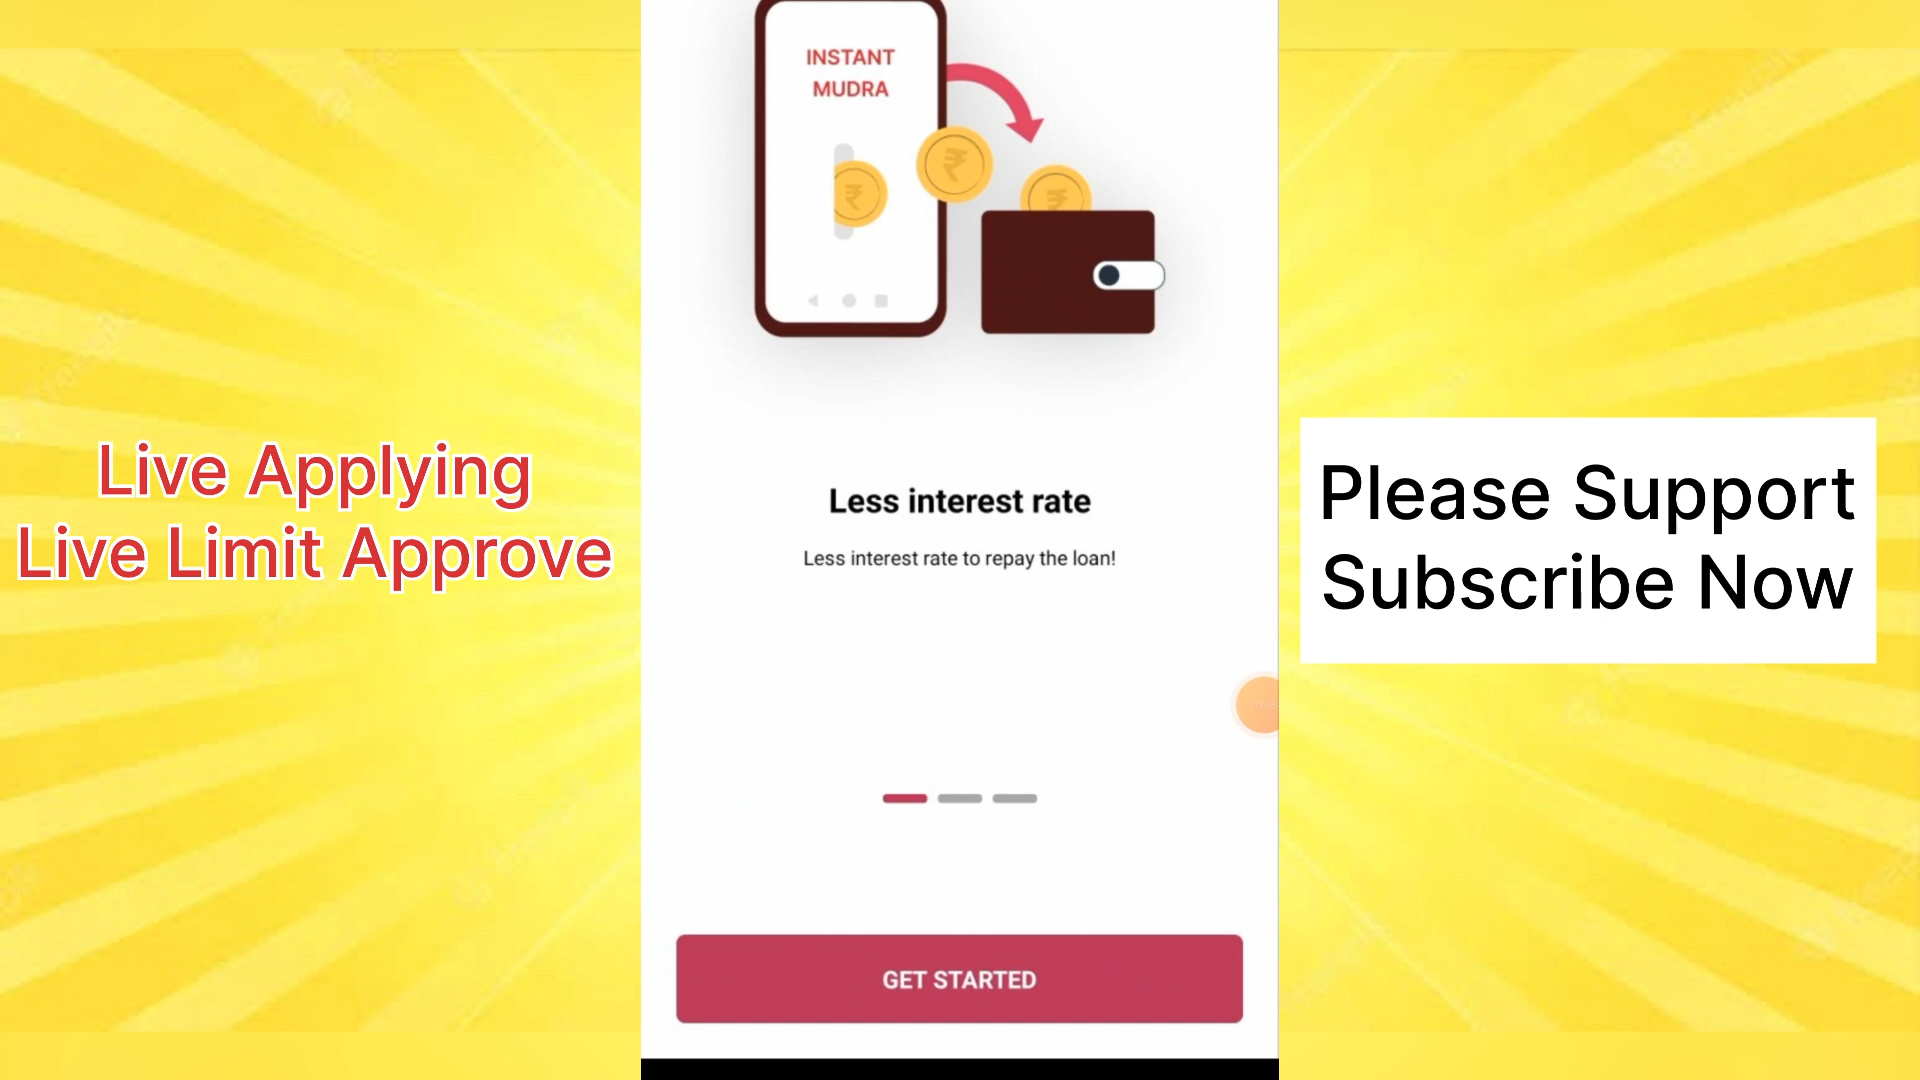 INSTANT
MUDRA
Live Applying
Live Limit Approve
Less interest rate
Less interest rate to repay the loan!
Please Support
Subscribe Now
GET STARTED